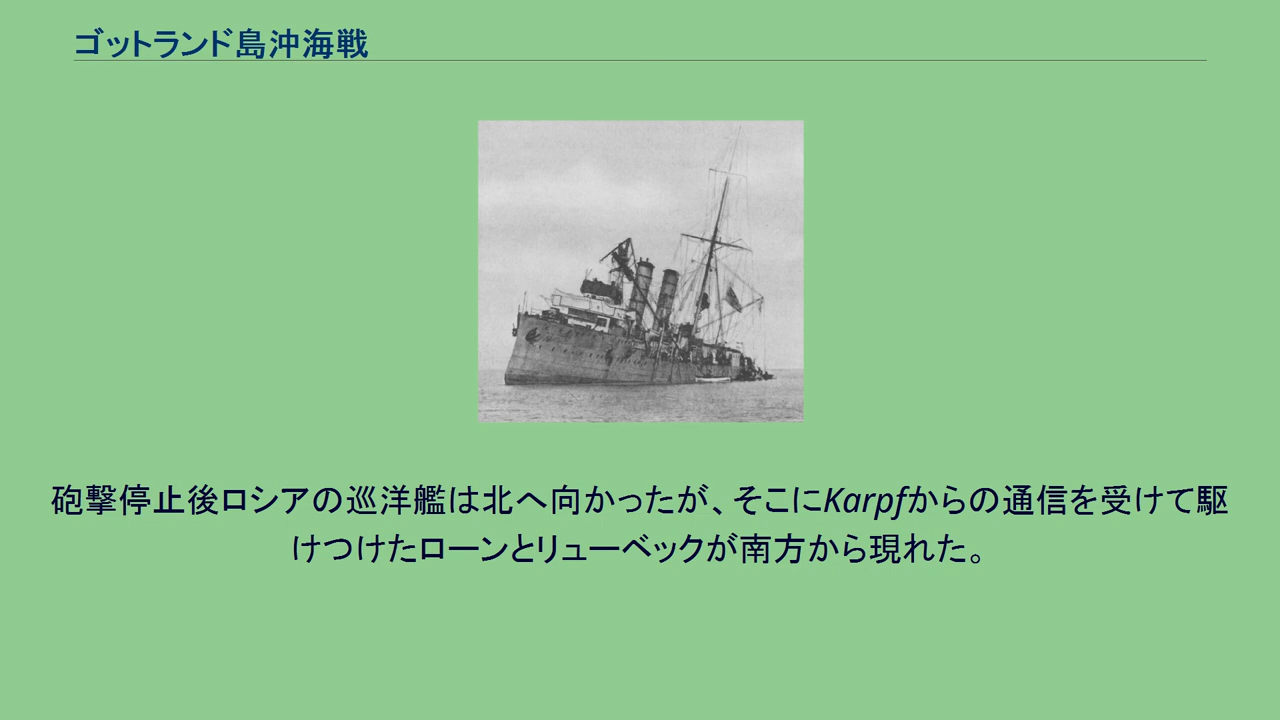 ゴットランド島沖海戦
砲撃停止後ロシアの巡洋艦は北へ向かったが、そこにKarpfからの通信を受けて駆
けつけたローンとリューベックが南方から現れた。